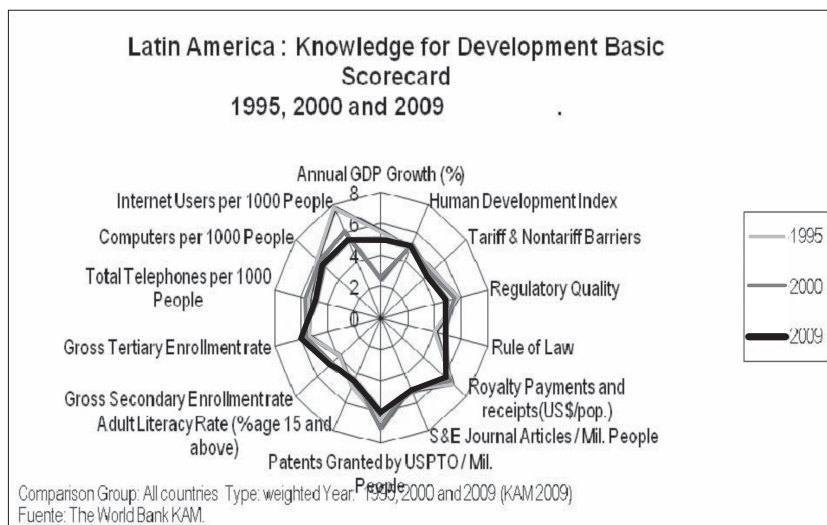 Latin America : Knowledge for Development Basic
Scorecard
1995, 2000 and 2009 .
Annual GDP Growth (%)
Internet Users per 1000 People
Human Development Index
Computers per 1000 People
Tariff & Nontariff Barriers
Total Telephones per 1000
People
Regulatory Quality
Gross Tertiary Enrollment rate
Rule of Law
Gross Secondary Enrollment rate
Royalty Payments and
receipts(US$/pop.)
Adult Literacy Rate (%age 15 and
above)
S&E Journal Articles / Mil. People
Patents Granted by USPTO / Mil.
People
8
6
4
2
0
1995
2000
2009
Comparison Group: All countries Type: weighted Year: 1995, 2000 and 2009 (KAM 2009)
Fuente: The World Bank KAM.